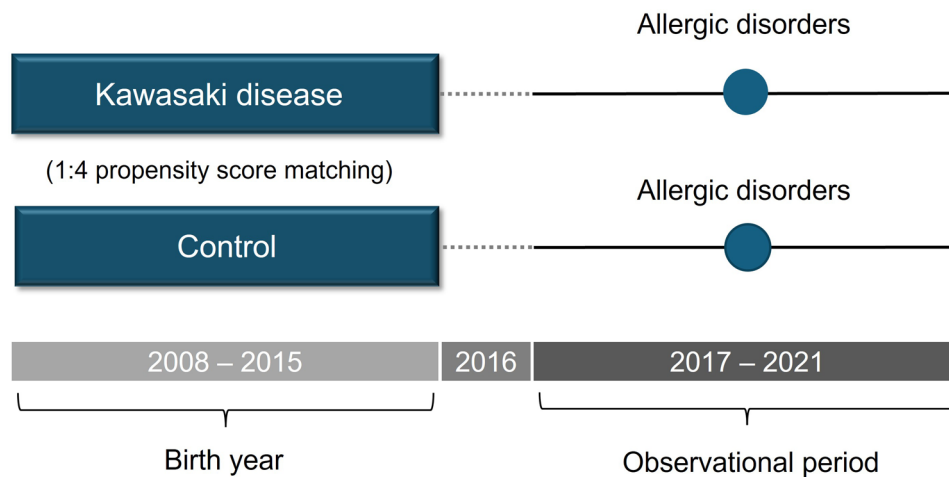 Allergic disorders
Kawasaki disease
(1:4 propensity score matching)
Allergic disorders
Control
2008 – 2015 2016 2017 – 2021
Birth year Observational period